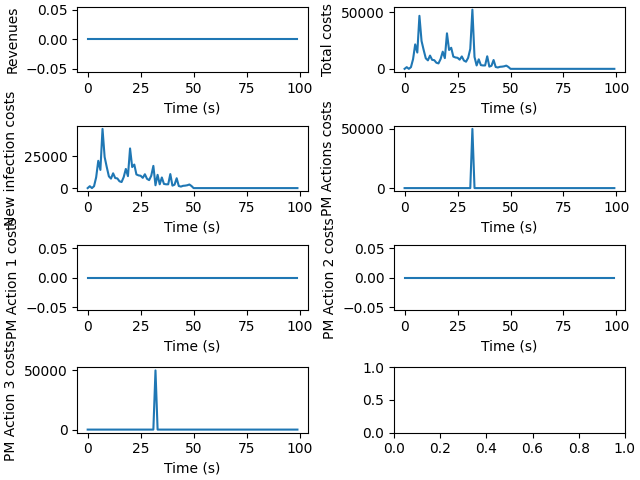 Revenues
0.05
0.00
−0.05
0 25 50 75 100
Time (s)
Total costs
50000
0
0 25 50 75 100
Time (s)
New infection costs
25000
0
0 25 50 75 100
Time (s)
PM Actions costs
50000
0
0 25 50 75 100
Time (s)
PM Action 1 costs
0.05
0.00
−0.05
0 25 50 75 100
Time (s)
PM Action 2 costs
0.05
0.00
−0.05
0 25 50 75 100
Time (s)
PM Action 3 costs
50000
0
0 25 50 75 100
Time (s)
1.0
0.5
0.0
0.0 0.2 0.4 0.6 0.8 1.0